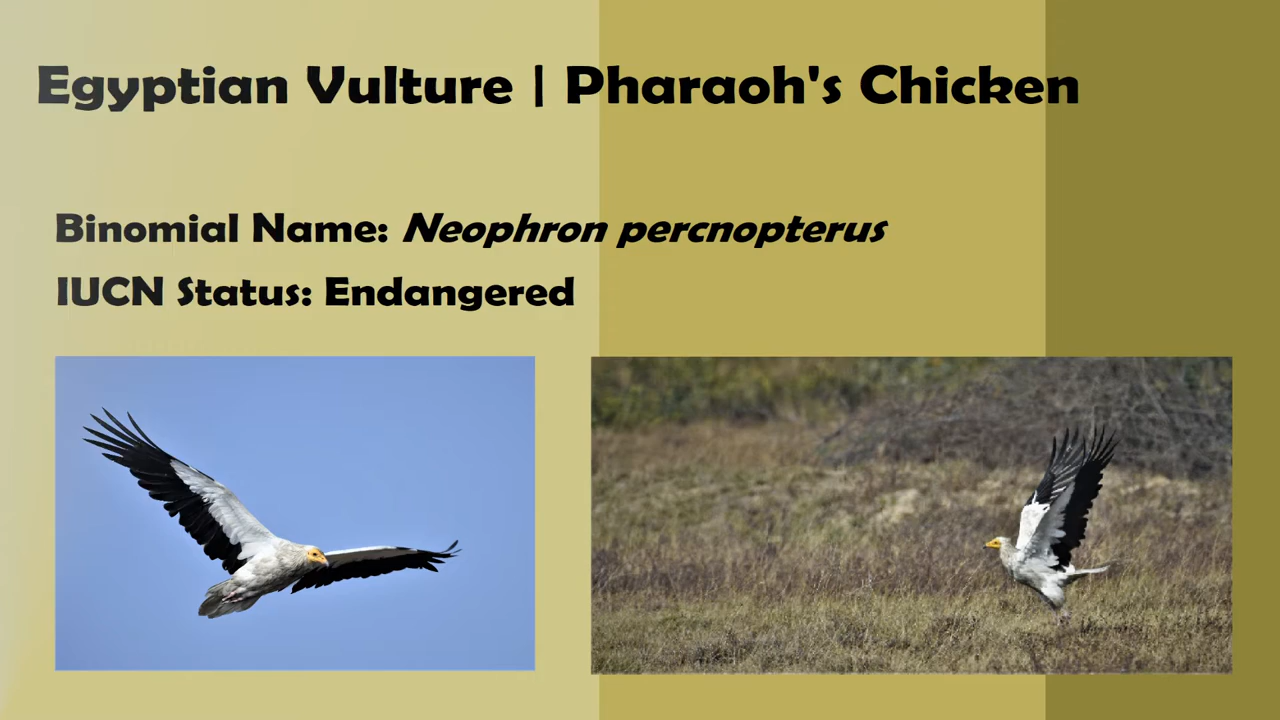 Egyptian Vulture | Pharaoh's Chicken
Binomial Name: Neophron percnopterus
IUCN Status: Endangered